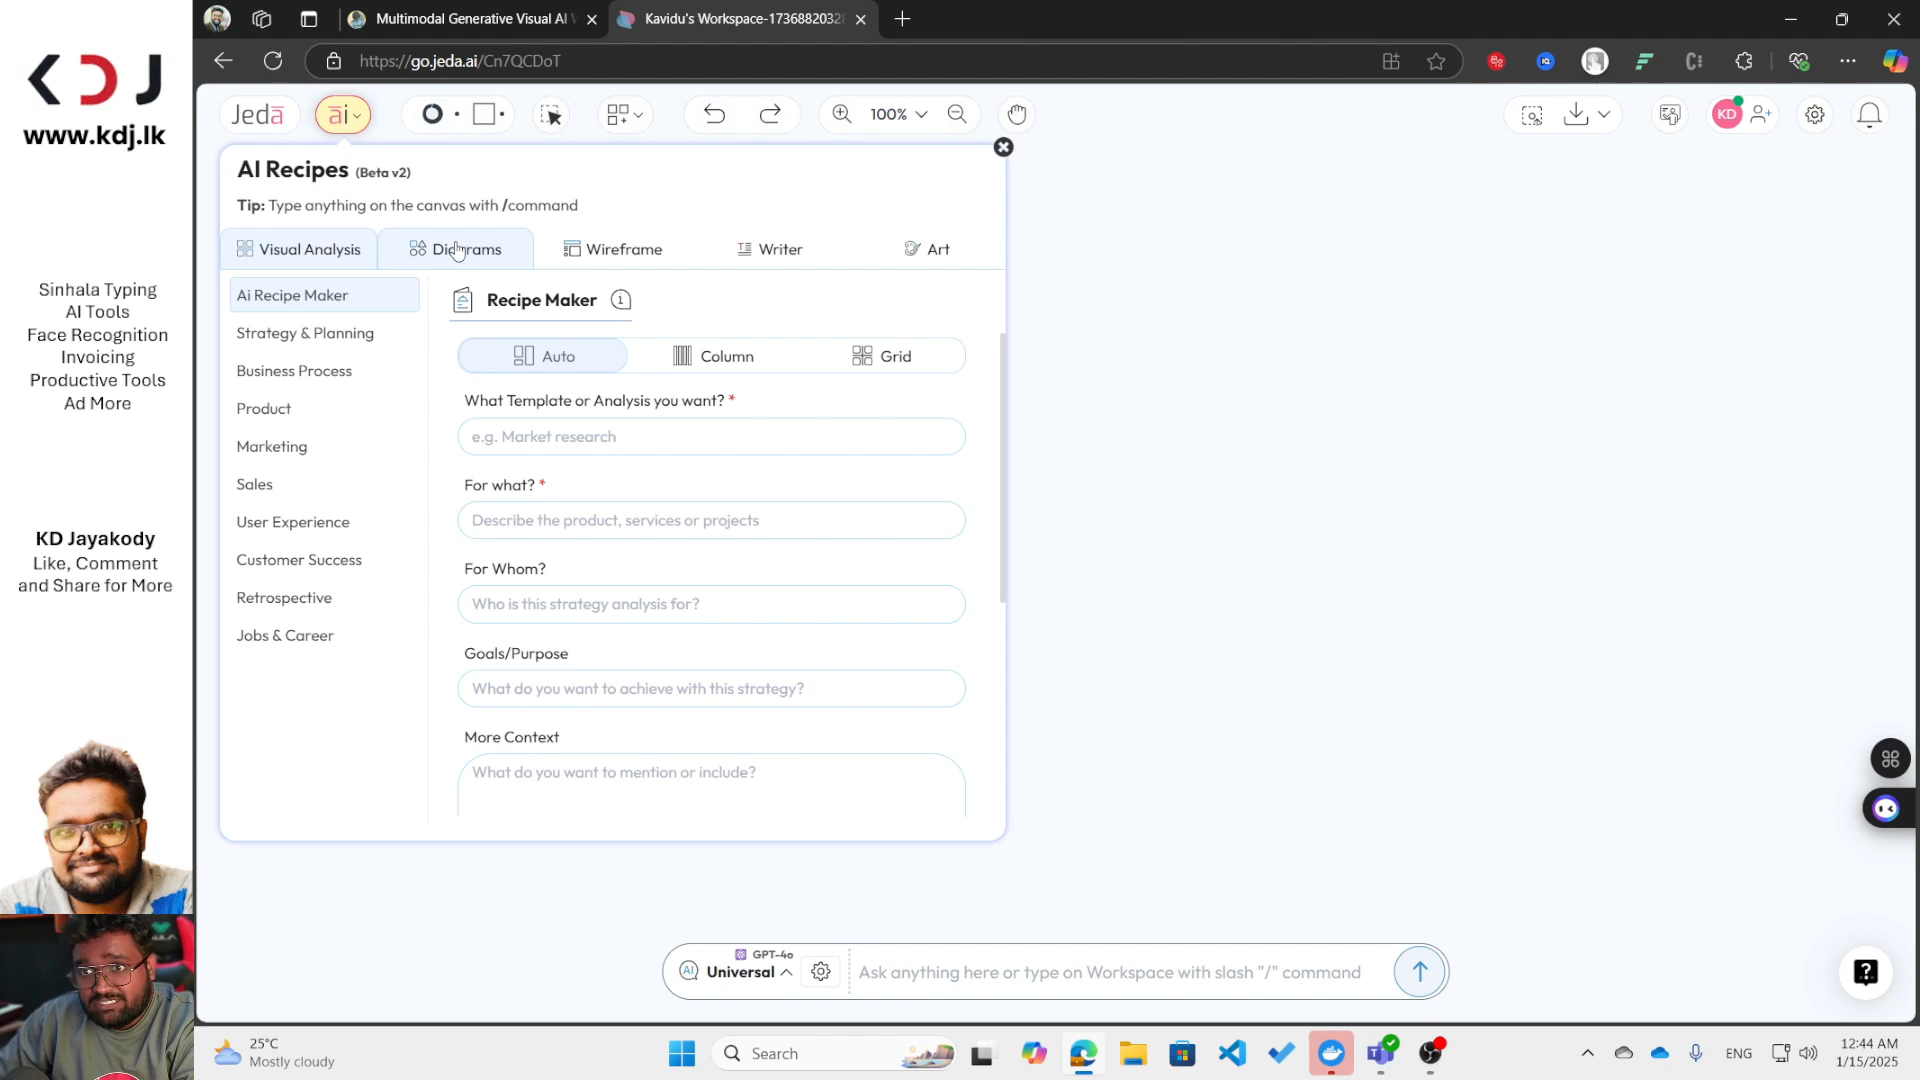 KDJ
www.kdj.lk
Sinhala Typing
AI Tools
Face Recognition
Invoicing
Productive Tools
Ad More
KD Jayakody
Like, Comment
and Share for More
Multimodal Generative Visual AI
Kavidu's Workspace-1736882032
https://go.jeda.ai/Cn7QCDoT
Jedā
āi
100%
KD
AI Recipes (Beta v2)
Tip: Type anything on the canvas with /command
Visual Analysis
Diagrams
Wireframe
Writer
Art
Ai Recipe Maker
Strategy & Planning
Business Process
Product
Marketing
Sales
User Experience
Customer Success
Retrospective
Jobs & Career
Recipe Maker
Auto
Column
Grid
What Template or Analysis you want? *
e.g. Market research
For what? *
Describe the product, services or projects
For Whom?
Who is this strategy analysis for?
Goals/Purpose
What do you want to achieve with this strategy?
More Context
What do you want to mention or include?
GPT-4o
AI Universal
Ask anything here or type on Workspace with slash "/" command
25°C
Mostly cloudy
Search
ENG
12:44 AM
1/15/2025